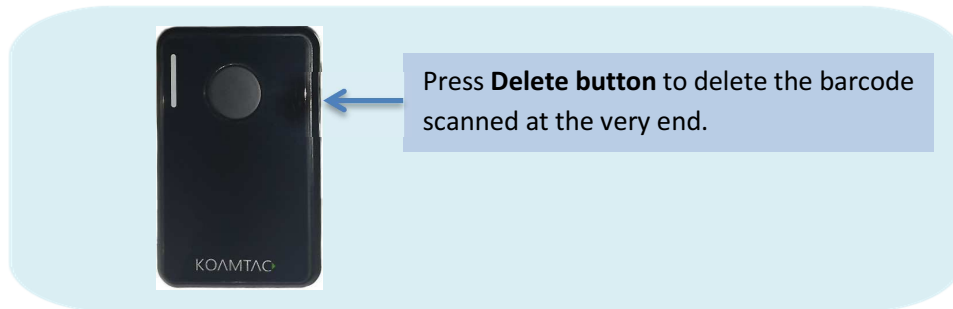 Press Delete button to delete the barcode
scanned at the very end.
KOAMTAC